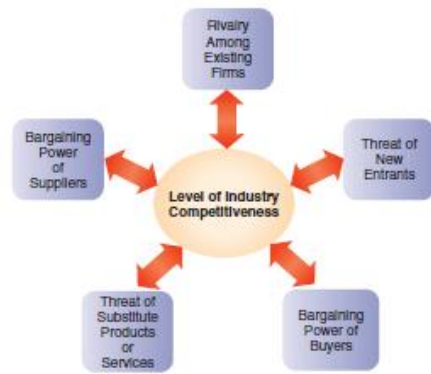 Rivalry
Among
Existing
Firms
Bargaining
Power
of
Suppliers
Threat of
New
Entrants
Level of Industry
Competitiveness
Threat of
Substitute
Products
or
Services
Bargaining
Power of
Buyers